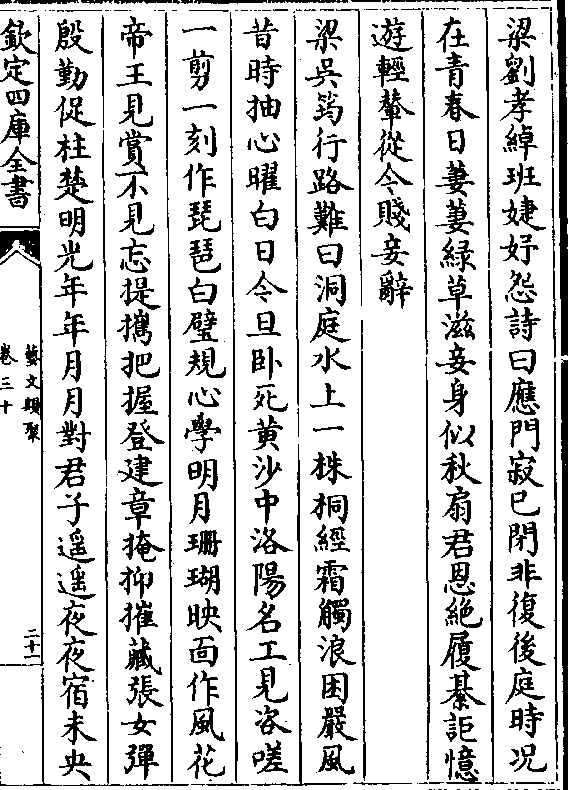 梁劉孝綽班婕妤怨詩曰應門寂已閉非復後庭時况
在青春日萋萋緑草滋妾身似秋扇君恩絶履綦詎憶
遊輕輦從今賤妾辭
梁吳筠行路難曰洞庭水上一株桐經霜觸浪困嚴風
昔時抽心曜白日今旦卧死黄沙中洛陽名工見咨嗟
一剪一刻作琵琶白璧規心學明月珊瑚映面作風花
帝王見賞不見忘提攜把握登建章掩抑摧藏張女彈
殷勤促柱楚明光年年月月對君子遥遥夜夜宿未央
欽定四庫全書
藝文類聚
卷三十
二十一